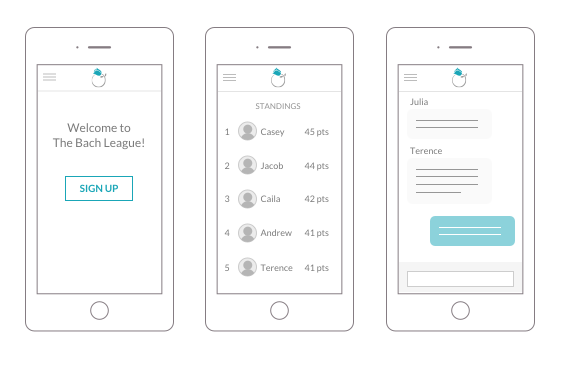 Welcome to
The Bach League!
SIGN UP
STANDINGS
1 Casey 45 pts
2 Jacob 44 pts
3 Caila 42 pts
4 Andrew 41 pts
5 Terence 41 pts
Julia
Terence